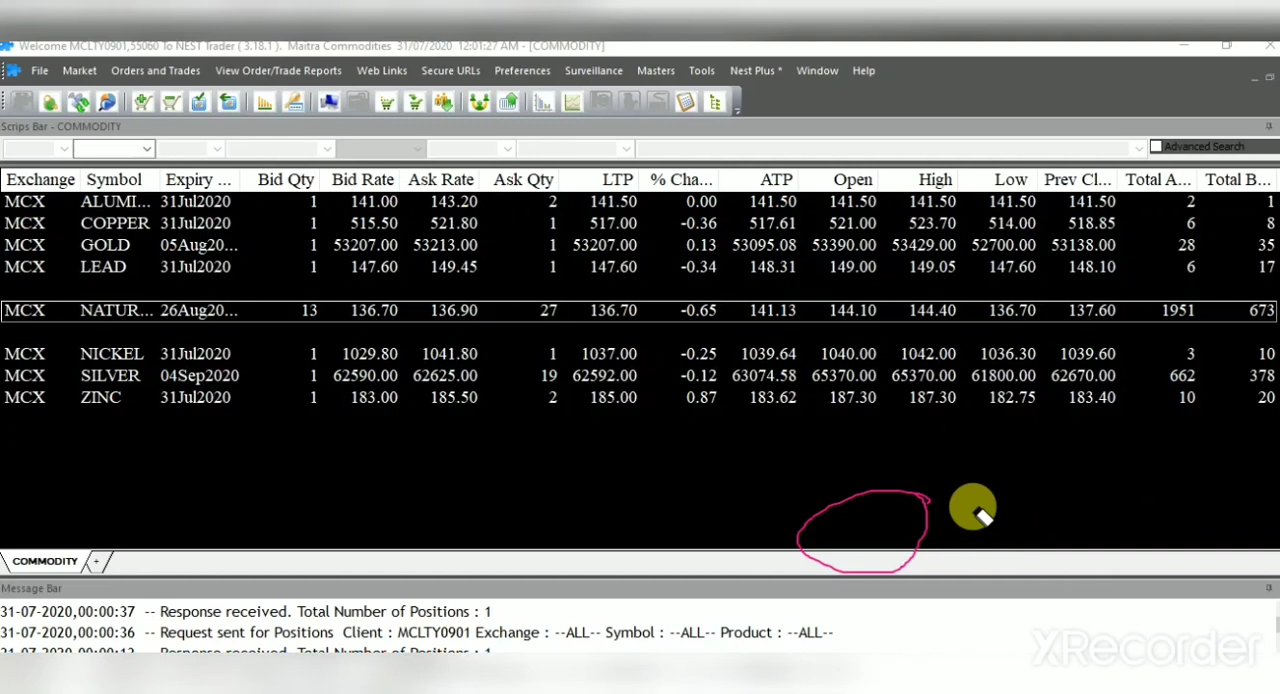 Welcome MCLTY0901,55060 To NEST Trader ( 3.18.1 ). Maitra Commodities 31/07/2020 12:01:27 AM - [COMMODITY]
File Market Orders and Trades View Order/Trade Reports Web Links Secure URLs Preferences Surveillance Masters Tools Nest Plus * Window Help
Scrips Bar - COMMODITY
Advanced Search
Exchange Symbol Expiry ... Bid Qty Bid Rate Ask Rate Ask Qty LTP % Cha... ATP Open High Low Prev Cl... Total A... Total B...
MCX ALUMI... 31Jul2020 1 141.00 143.20 2 141.50 0.00 141.50 141.50 141.50 141.50 141.50 2 1
MCX COPPER 31Jul2020 1 515.50 521.80 1 517.00 -0.36 517.61 521.00 523.70 514.00 518.85 6 8
MCX GOLD 05Aug20... 1 53207.00 53213.00 1 53207.00 0.13 53095.08 53390.00 53429.00 52700.00 53138.00 28 35
MCX LEAD 31Jul2020 1 147.60 149.45 1 147.60 -0.34 148.31 149.00 149.05 147.60 148.10 6 17
MCX NATUR... 26Aug20... 13 136.70 136.90 27 136.70 -0.65 141.13 144.10 144.40 136.70 137.60 1951 673
MCX NICKEL 31Jul2020 1 1029.80 1041.80 1 1037.00 -0.25 1039.64 1040.00 1042.00 1036.30 1039.60 3 10
MCX SILVER 04Sep2020 1 62590.00 62625.00 19 62592.00 -0.12 63074.58 65370.00 65370.00 61800.00 62670.00 662 378
MCX ZINC 31Jul2020 1 183.00 185.50 2 185.00 0.87 183.62 187.30 187.30 182.75 183.40 10 20
COMMODITY +
Message Bar
31-07-2020,00:00:37 -- Response received. Total Number of Positions : 1
31-07-2020,00:00:36 -- Request sent for Positions Client : MCLTY0901 Exchange : --ALL-- Symbol : --ALL-- Product : --ALL--
31-07-2020,00:00:12 -- Response received. Total Number of Positions : 1
XRecorder